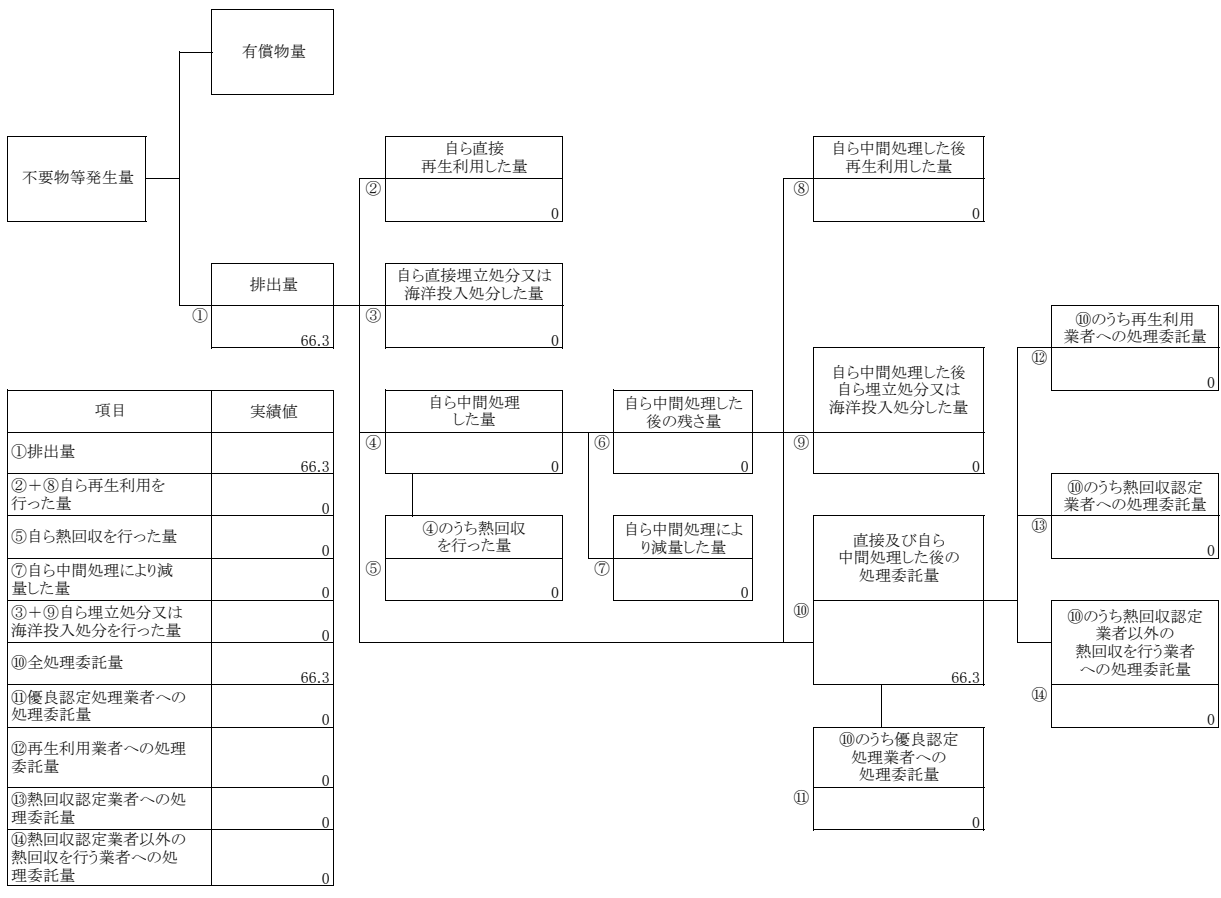 有償物量
不要物等発生量
排出量
①
66.3
自ら直接
再生利用した量
②
0
自ら直接埋立処分又は
海洋投入処分した量
③
0
自ら中間処理
した量
④
0
④のうち熱回収
を行った量
⑤
0
自ら中間処理した
後の残さ量
⑥
0
自ら中間処理によ
り減量した量
⑦
0
自ら中間処理した後
再生利用した量
⑧
0
自ら中間処理した後
自ら埋立処分又は
海洋投入処分した量
⑨
0
直接及び自ら
中間処理した後の
処理委託量
⑩
66.3
⑩のうち優良認定
処理業者への
処理委託量
⑪
0
⑩のうち再生利用
業者への処理委託量
⑫
0
⑩のうち熱回収認定
業者への処理委託量
⑬
0
⑩のうち熱回収認定
業者以外の
熱回収を行う業者
への処理委託量
⑭
0
項目 実績値
①排出量
66.3
②＋⑧自ら再生利用を
行った量
0
⑤自ら熱回収を行った量
0
⑦自ら中間処理により減
量した量
0
③＋⑨自ら埋立処分又は
海洋投入処分を行った量
0
⑩全処理委託量
66.3
⑪優良認定処理業者への
処理委託量
0
⑫再生利用業者への処理
委託量
0
⑬熱回収認定業者への処
理委託量
0
⑭熱回収認定業者以外の
熱回収を行う業者への処
理委託量
0